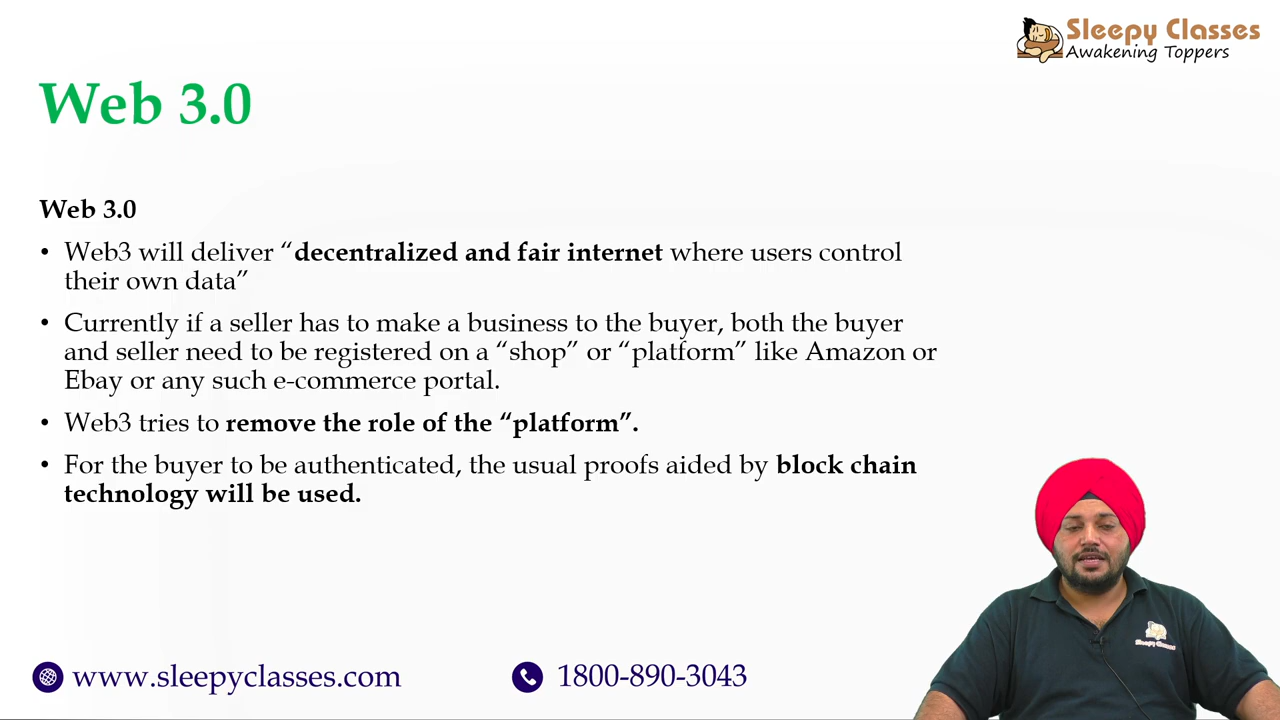 Sleepy Classes
Awakening Toppers
Web 3.0
Web 3.0
• Web3 will deliver “decentralized and fair internet where users control
their own data”
• Currently if a seller has to make a business to the buyer, both the buyer
and seller need to be registered on a “shop” or “platform” like Amazon or
Ebay or any such e-commerce portal.
• Web3 tries to remove the role of the “platform”.
• For the buyer to be authenticated, the usual proofs aided by block chain
technology will be used.
www.sleepyclasses.com
1800-890-3043
Sleepy Classes